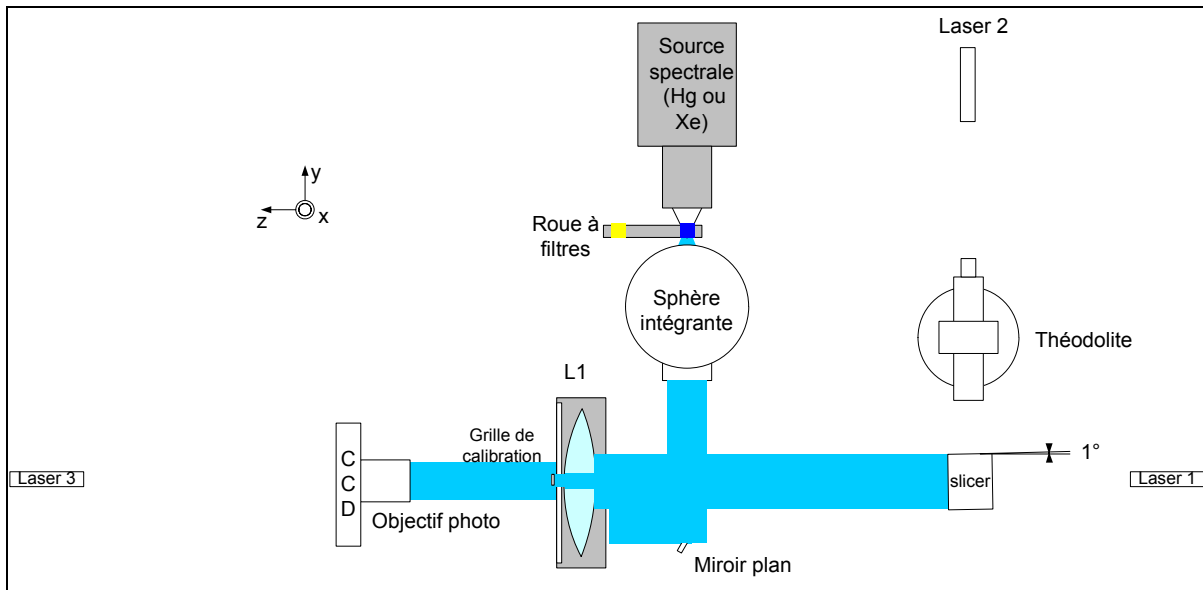 Laser 2
Source
spectrale
(Hg ou
Xe)
y
z
x
Roue à
filtres
Sphère
intégrante
Théodolite
L1
Grille de
calibration
1°
Laser 3
C
C
D
slicer
Laser 1
Objectif photo
Miroir plan